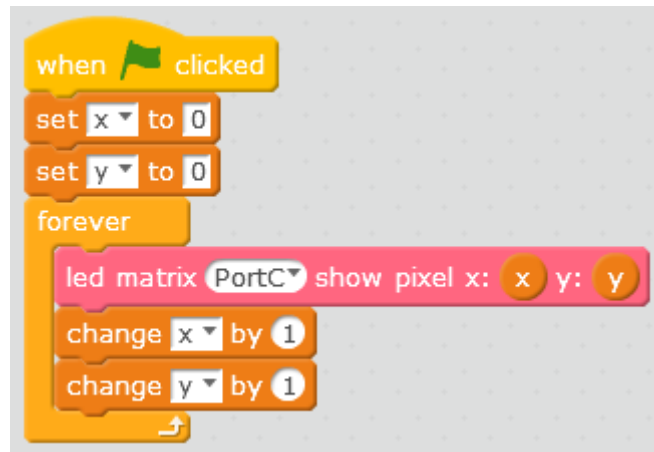 when clicked
set x to 0
set y to 0
forever
led matrix PortC show pixel x: x y: y
change x by 1
change y by 1